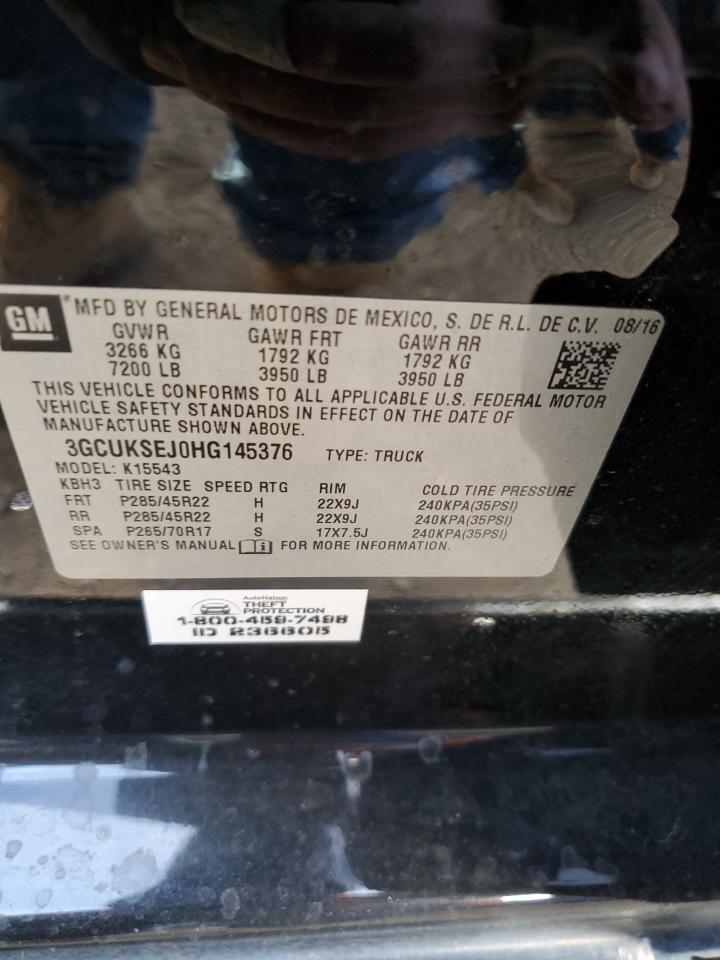 GM
MFD BY GENERAL MOTORS DE MEXICO, S. DE R.L. DE C.V. 08/16
GVWR GAWR FRT GAWR RR
3266 KG 1792 KG 1792 KG
7200 LB 3950 LB 3950 LB
THIS VEHICLE CONFORMS TO ALL APPLICABLE U.S. FEDERAL MOTOR
VEHICLE SAFETY STANDARDS IN EFFECT ON THE DATE OF
MANUFACTURE SHOWN ABOVE.
3GCUKSEJ0HG145376 TYPE: TRUCK
MODEL: K15543
KBH3 TIRE SIZE SPEED RTG RIM COLD TIRE PRESSURE
FRT P285/45R22 H 22X9J 240KPA(35PSI)
RR P285/45R22 H 22X9J 240KPA(35PSI)
SPA P265/70R17 S 17X7.5J 240KPA(35PSI)
SEE OWNER'S MANUAL FOR MORE INFORMATION.
AutoNation
THEFT
PROTECTION
1-800-459-7498
ID 236605